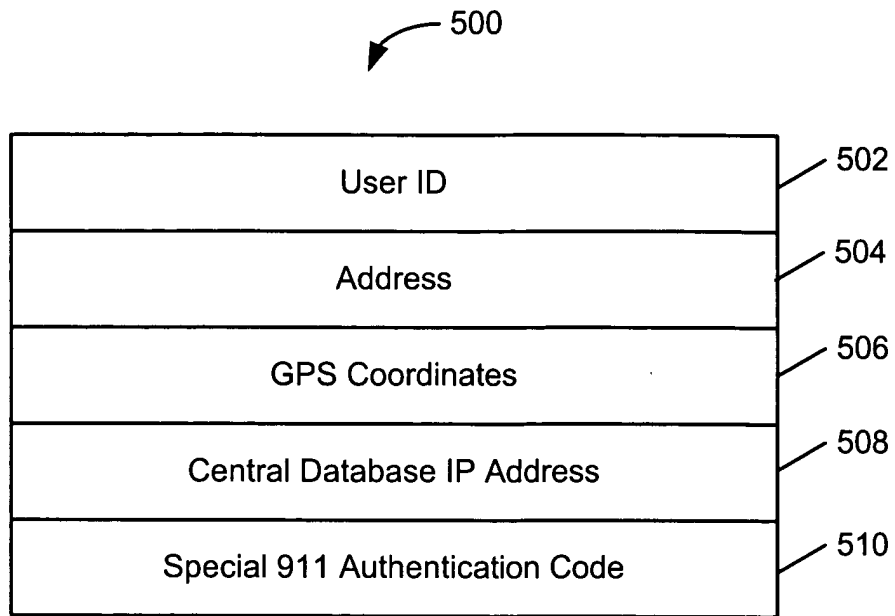 500
User ID
502
Address
504
GPS Coordinates
506
Central Database IP Address
508
Special 911 Authentication Code
510